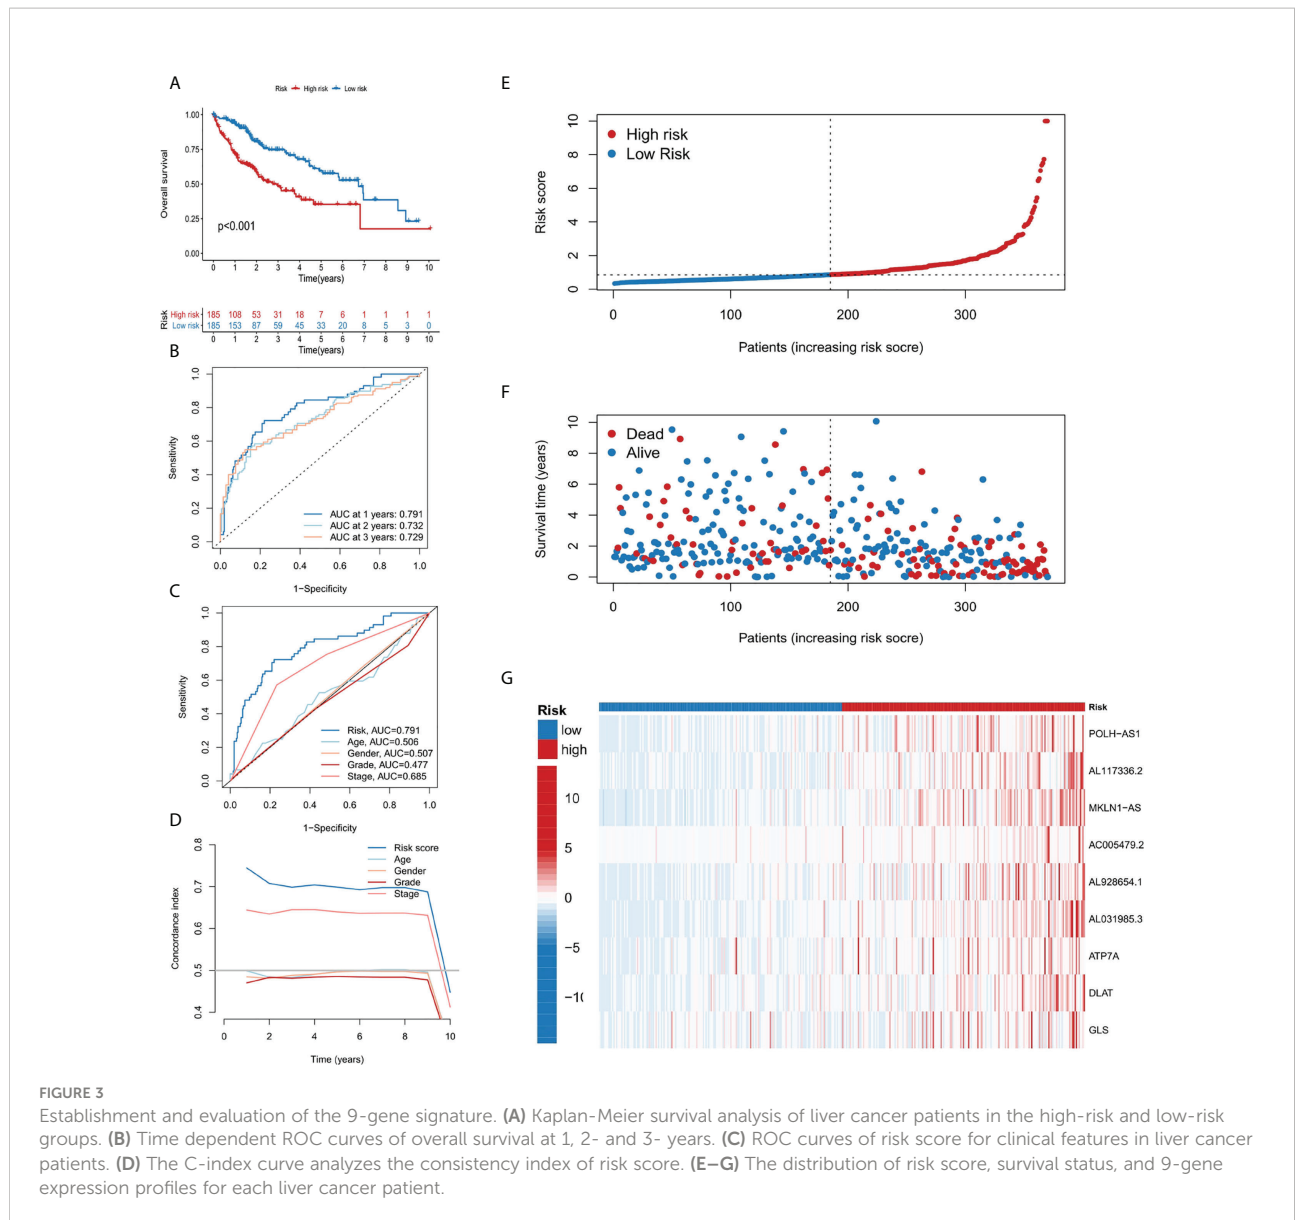 A
Risk High risk Low risk
Overall survival
1.00
0.75
0.50
0.25
0.00
p<0.001
0 1 2 3 4 5 6 7 8 9 10
Time(years)
Risk
High risk 185 108 53 31 18 7 6 1 1 1 1
Low risk 185 153 87 59 45 33 20 8 5 3 0
0 1 2 3 4 5 6 7 8 9 10
Time(years)
B
Sensitivity
1.0
0.8
0.6
0.4
0.2
0.0
AUC at 1 years: 0.791
AUC at 2 years: 0.732
AUC at 3 years: 0.729
0.0 0.2 0.4 0.6 0.8 1.0
1−Specificity
C
Sensitivity
1.0
0.8
0.6
0.4
0.2
0.0
Risk, AUC=0.791
Age, AUC=0.506
Gender, AUC=0.507
Grade, AUC=0.477
Stage, AUC=0.685
0.0 0.2 0.4 0.6 0.8 1.0
1−Specificity
D
Concordance index
0.8
0.7
0.6
0.5
0.4
Risk score
Age
Gender
Grade
Stage
0 2 4 6 8 10
Time (years)
E
Risk score
10
8
6
4
2
0
High risk
Low Risk
0 100 200 300
Patients (increasing risk socre)
F
Survival time (years)
10
8
6
4
2
0
Dead
Alive
0 100 200 300
Patients (increasing risk socre)
G
Risk
low
high
10
5
0
−5
−10
Risk
POLH−AS1
AL117336.2
MKLN1−AS
AC005479.2
AL928654.1
AL031985.3
ATP7A
DLAT
GLS
FIGURE 3
Establishment and evaluation of the 9-gene signature. (A) Kaplan-Meier survival analysis of liver cancer patients in the high-risk and low-risk
groups. (B) Time dependent ROC curves of overall survival at 1, 2- and 3- years. (C) ROC curves of risk score for clinical features in liver cancer
patients. (D) The C-index curve analyzes the consistency index of risk score. (E–G) The distribution of risk score, survival status, and 9-gene
expression profiles for each liver cancer patient.